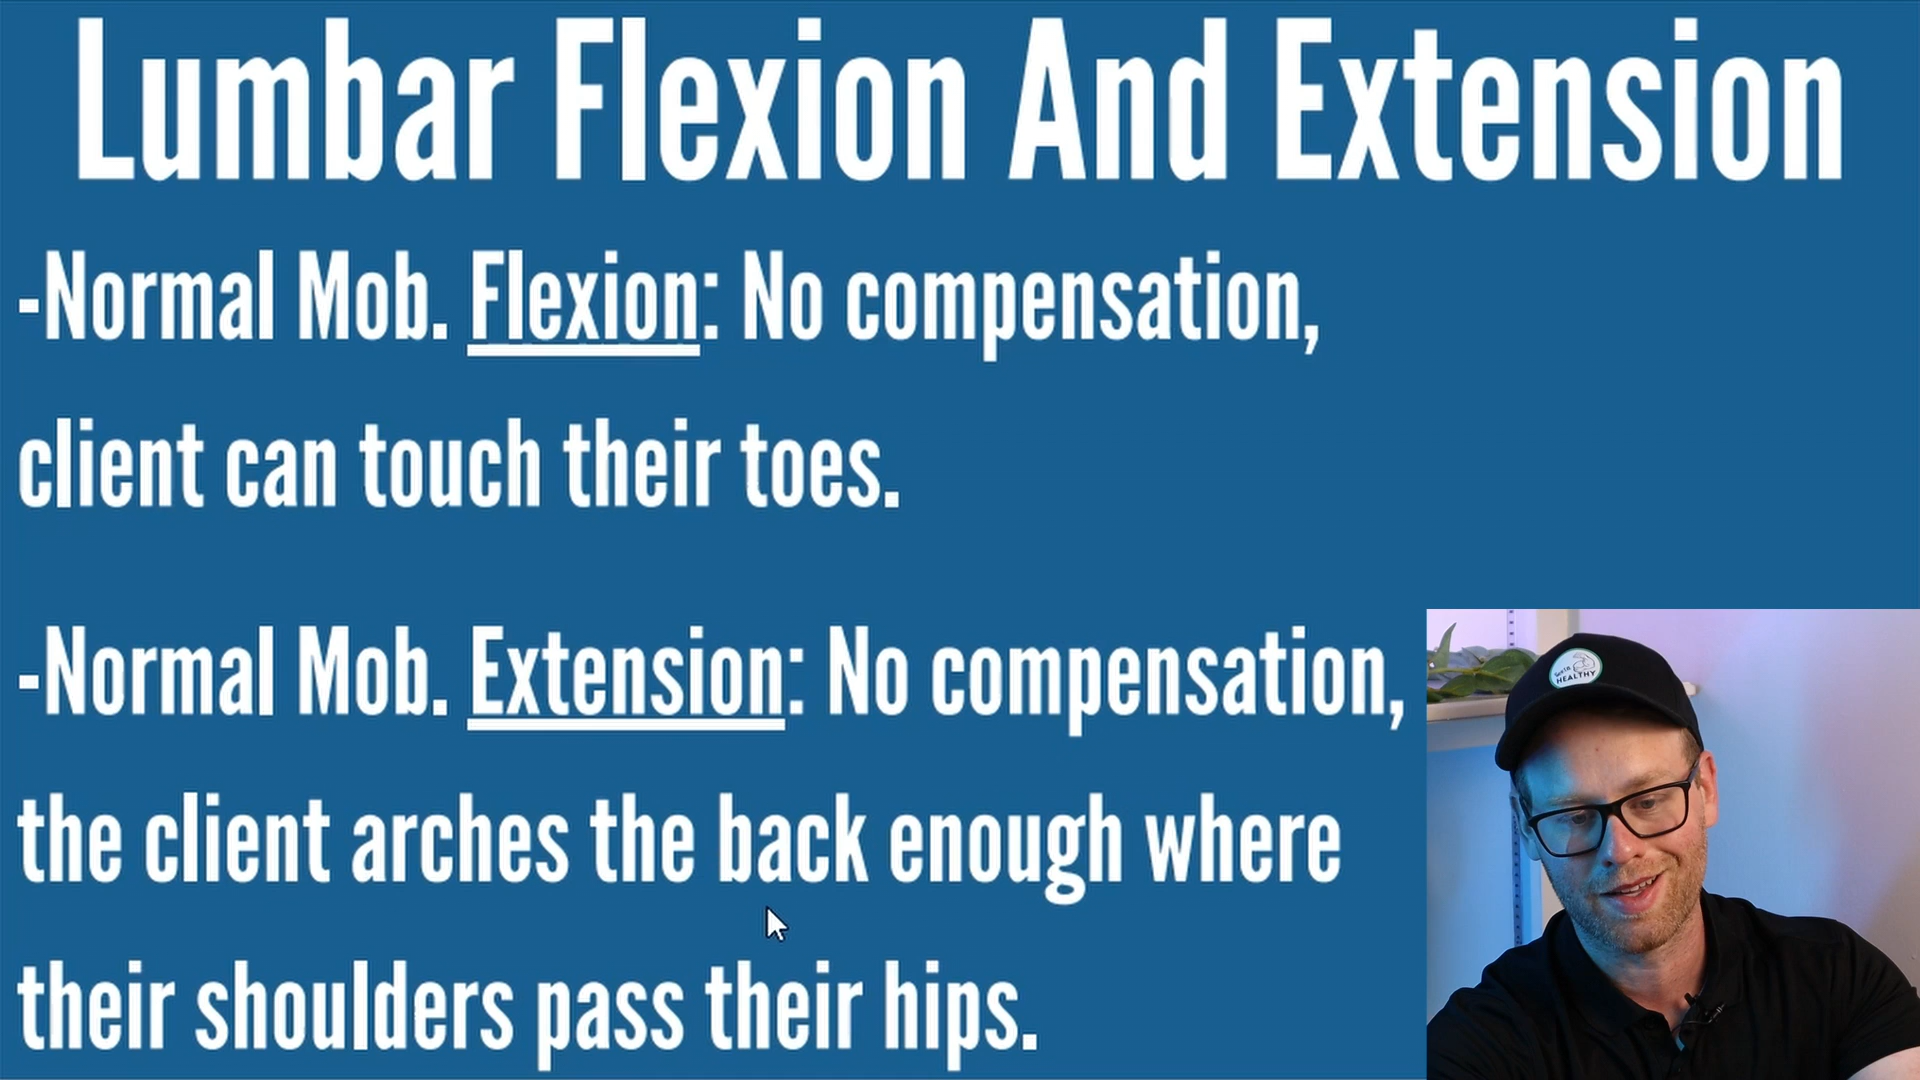 Lumbar Flexion And Extension
-Normal Mob. Flexion: No compensation,
client can touch their toes.
-Normal Mob. Extension: No compensation,
the client arches the back enough where
their shoulders pass their hips.
HEALTHY